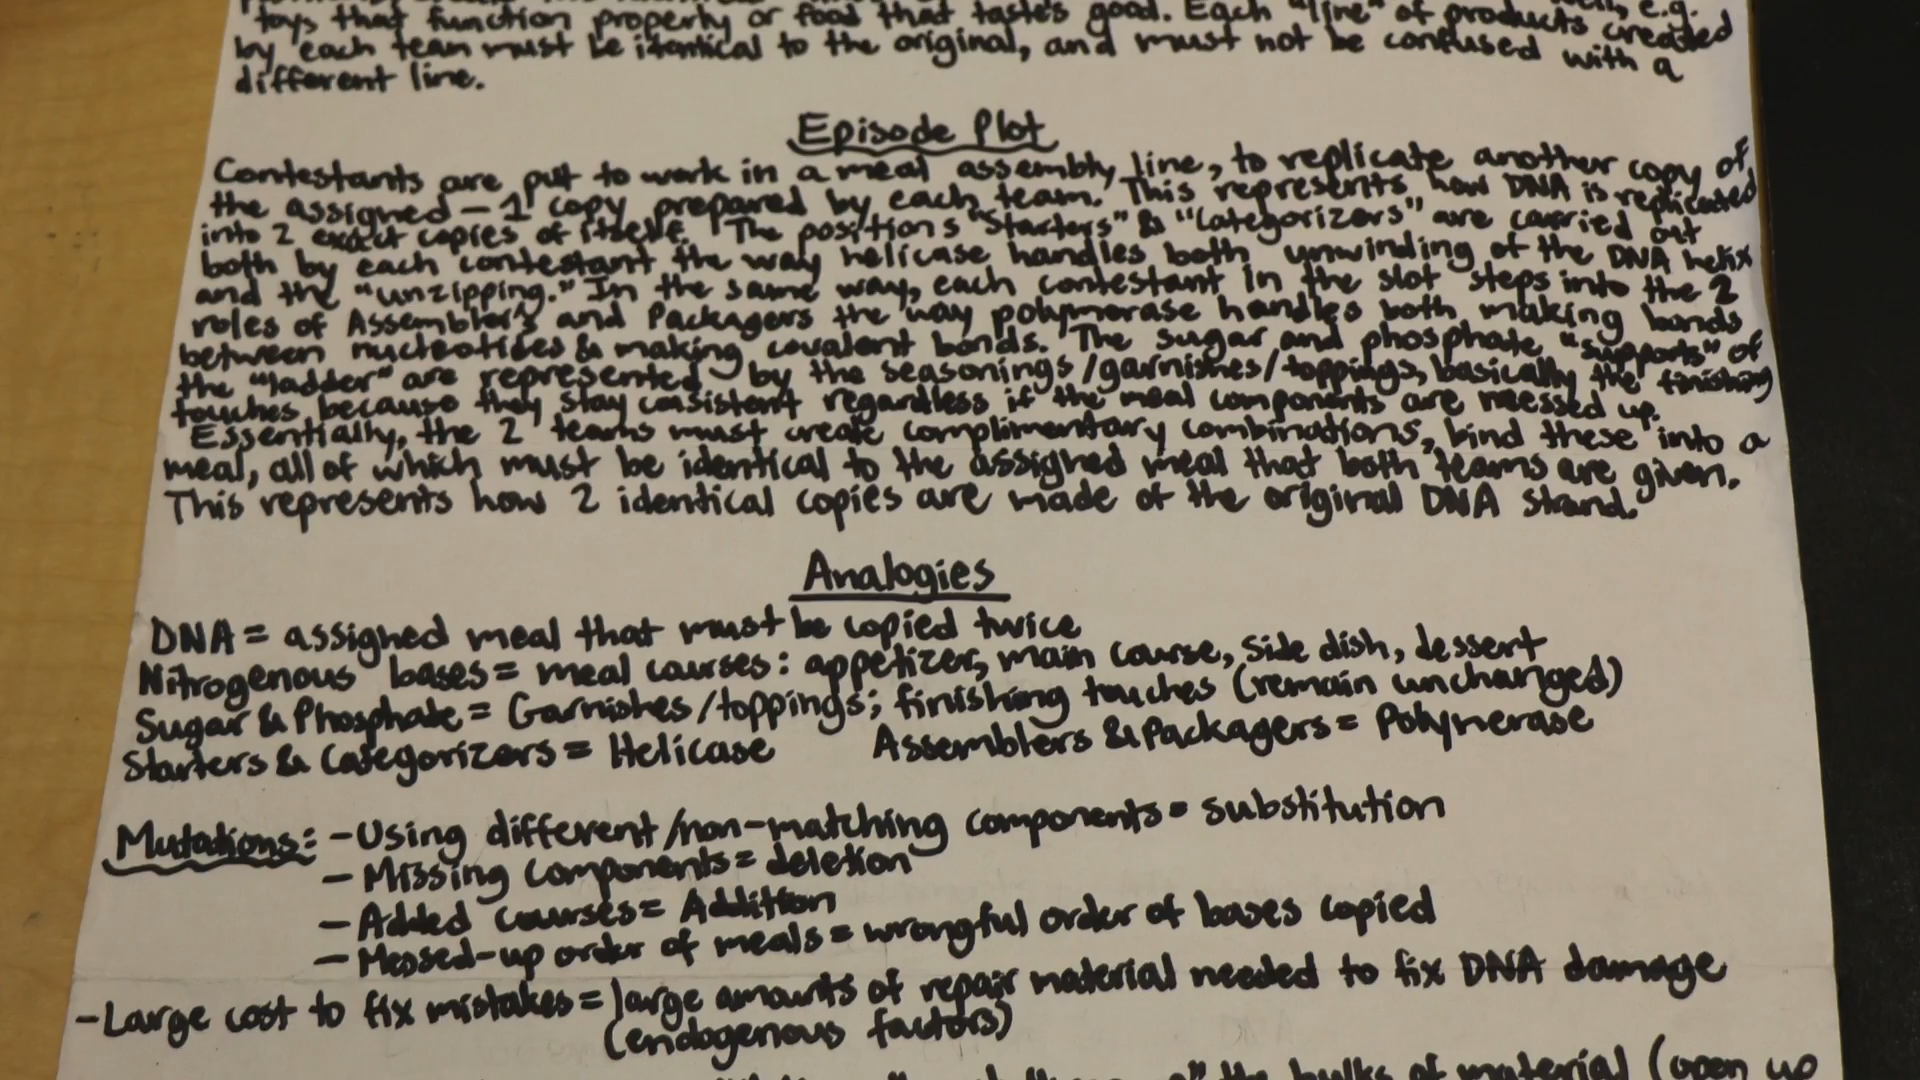 toys that function property or food that taste's good. Each "line" of products created
by each team must be identical to the original, and must not be confused with a
different line.
Episode Plot
Contestants are put to work in a meal assembly line, to replicate another copy of
the assigned - 1 copy prepared by each team. This represents how DNA is replicated
into 2 exact copies of itself. The positions "Starters" & "Categorizers" are carried out
both by each contestant the way helicase handles both unwinding of the DNA helix
and the "unzipping." In the same way, each contestant in the slot steps into the 2
roles of Assemblers and Packagers the way polymerase handles both making bonds
between nucleotides & making covalent bonds. The sugar and phosphate "supports" of
the "ladder" are represented by the seasonings/garnishes/toppings, basically the finishing
touches, because they stay consistent regardless if the meal components are messed up.
Essentially, the 2 teams must create complimentary combinations, bind these into a
meal, all of which must be identical to the assigned meal that both teams are given.
This represents how 2 identical copies are made of the original DNA strand.
Analogies
DNA = assigned meal that must be copied twice
Nitrogenous bases = meal courses: appetizer, main course, side dish, dessert
Sugar & Phosphate = Garnishes/toppings; finishing touches (remain unchanged)
Starters & Categorizers = Helicase Assemblers & Packagers = Polymerase
Mutations: - Using different/non-matching components = substitution
- Missing components = deletion
- Added courses = Addition
- Messed-up order of meals = wrongful order of bases copied
- Large cost to fix mistakes = large amounts of repair material needed to fix DNA damage
(endogenous factors)
the bulks of material (open up